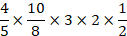 4/5 × 10/8 × 3 × 2 × 1/2